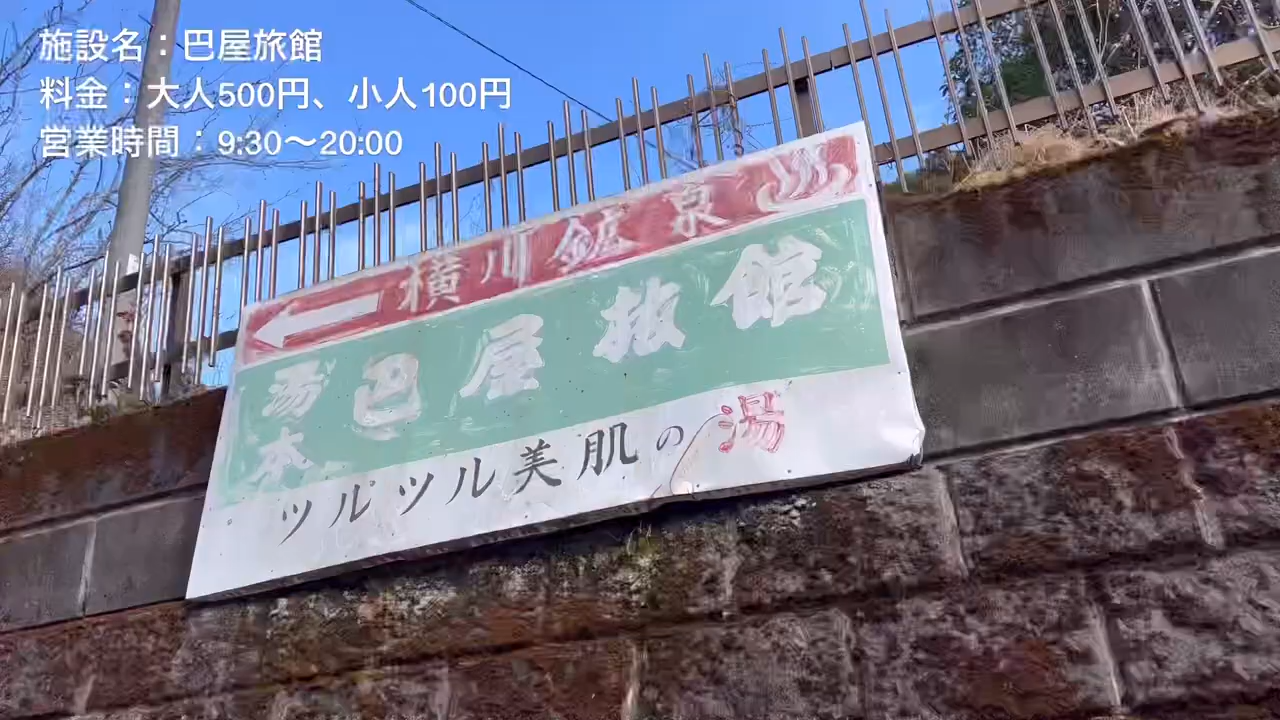 施設名：巴屋旅館
料金：大人500円、小人100円
営業時間：9:30〜20:00
横川鉱泉
湯本
巴屋旅館
ツルツル美肌の湯